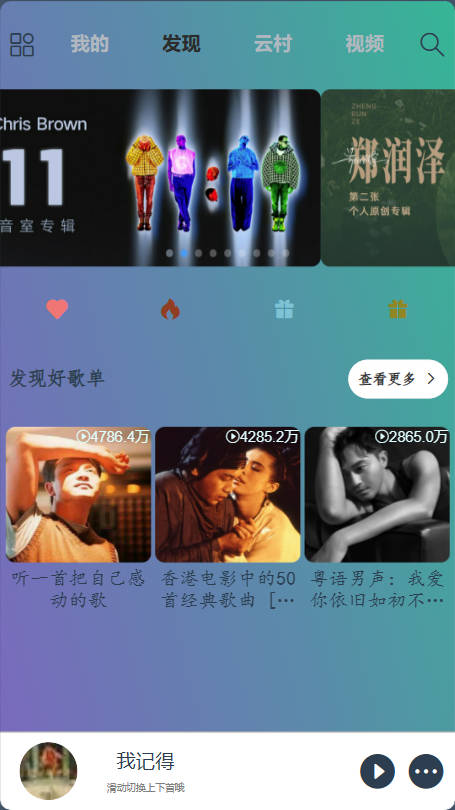 我的 发现 云村 视频
Chris Brown
11
音室专辑
ZHENG
RUN
ZE
郑润泽
第二张
个人原创专辑
发现好歌单
查看更多
4786.4万
4285.2万
2865.0万
听一首把自己感
动的歌
香港电影中的50
首经典歌曲 […
粤语男声：我爱
你依旧如初不…
我记得
滑动切换上下首哦